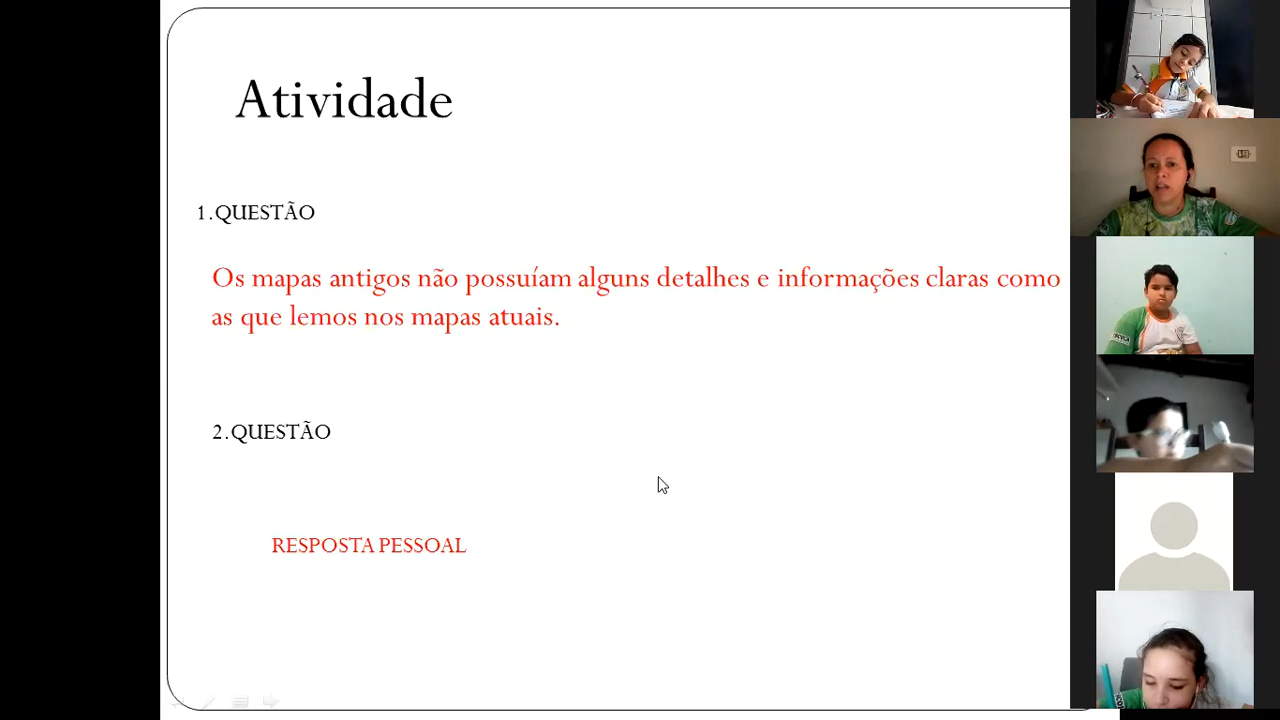 Atividade
1.QUESTÃO
Os mapas antigos não possuíam alguns detalhes e informações claras como
as que lemos nos mapas atuais.
2.QUESTÃO
RESPOSTA PESSOAL